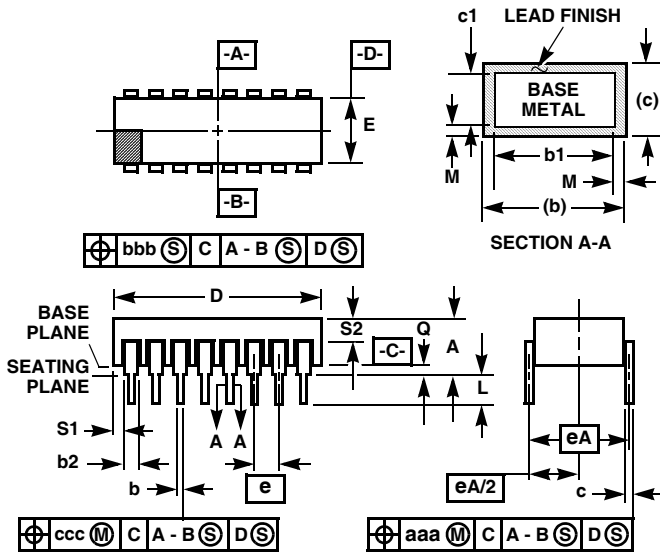 c1 LEAD FINISH
-A- -D-
BASE METAL
(c)
E
b1
M
M
-B-
(b)
SECTION A-A
⌖ bbb Ⓢ C A - B Ⓢ D Ⓢ
D
BASE PLANE
S2 Q
A
-C-
SEATING PLANE
L
S1
A A
eA
b2
e
eA/2
b
c
⌖ ccc Ⓜ C A - B Ⓢ D Ⓢ
⌖ aaa Ⓜ C A - B Ⓢ D Ⓢ